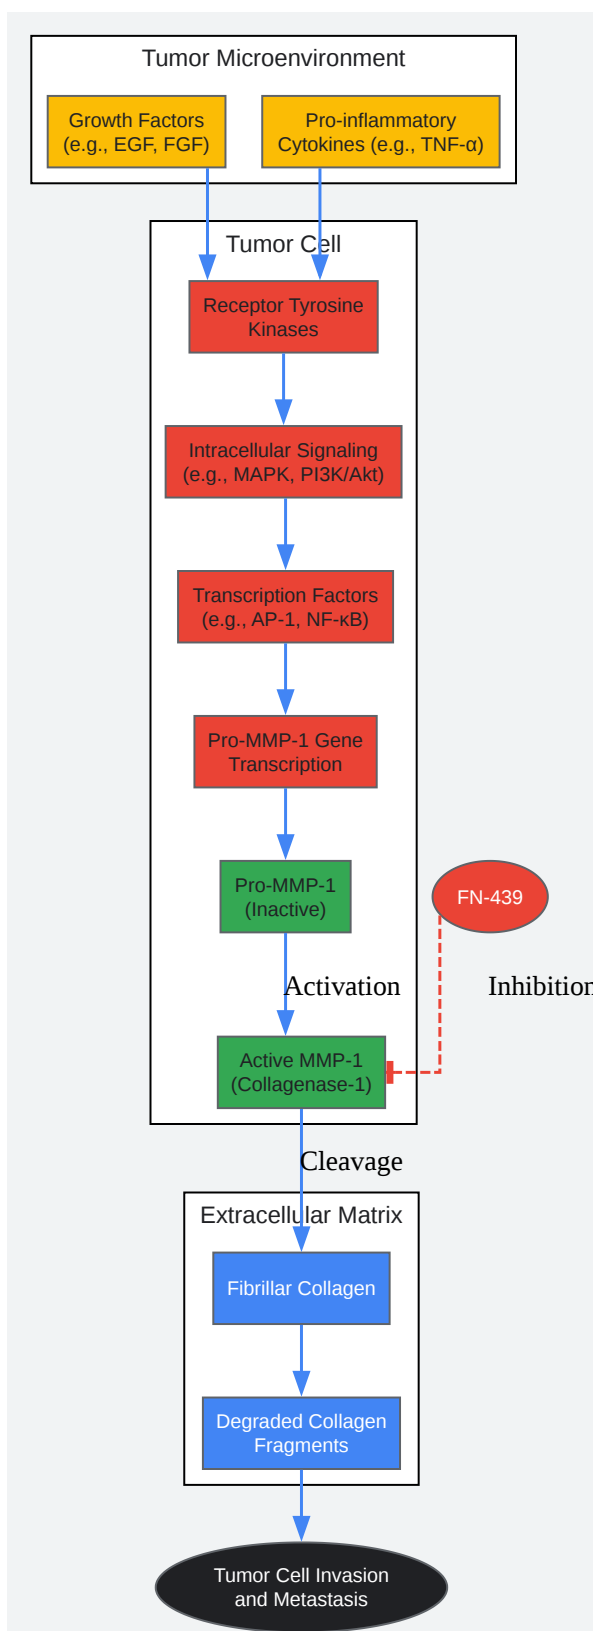 Tumor Microenvironment
Growth Factors
(e.g., EGF, FGF)
Pro-inflammatory
Cytokines (e.g., TNF-α)
Tumor Cell
Receptor Tyrosine
Kinases
Intracellular Signaling
(e.g., MAPK, PI3K/Akt)
Transcription Factors
(e.g., AP-1, NF-κB)
Pro-MMP-1 Gene
Transcription
Pro-MMP-1
(Inactive)
FN-439
Activation
Inhibition
Active MMP-1
(Collagenase-1)
Cleavage
Extracellular Matrix
Fibrillar Collagen
Degraded Collagen
Fragments
Tumor Cell Invasion
and Metastasis